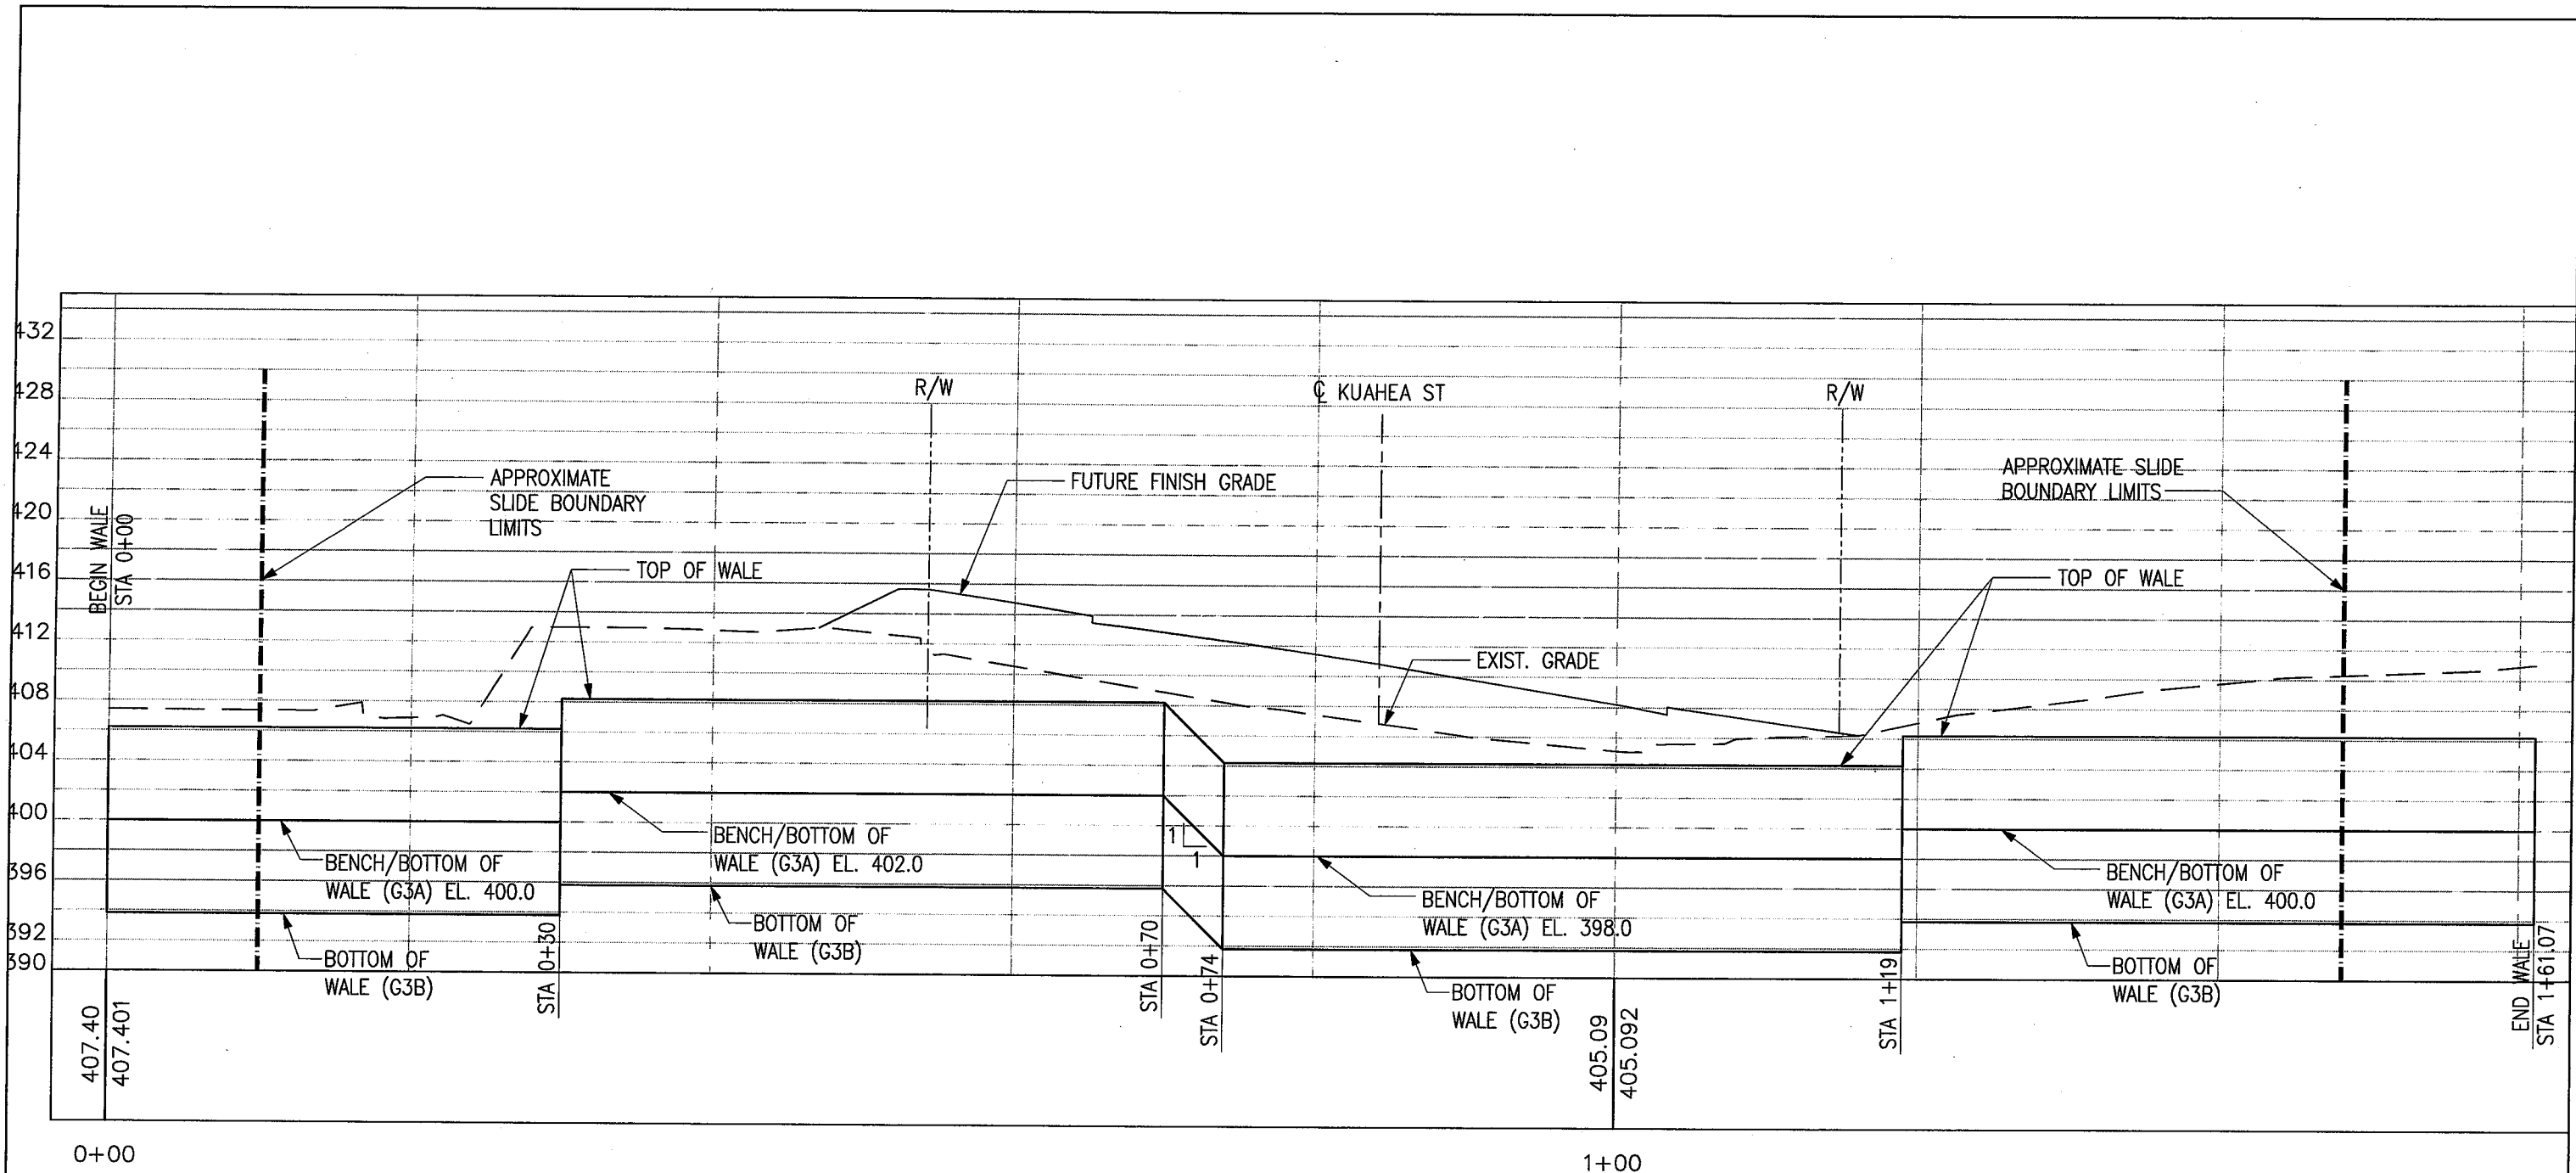 432
428
424
420
416
412
408
404
400
396
392
390
BEGIN WALE
STA 0+00
APPROXIMATE
SLIDE BOUNDARY
LIMITS
TOP OF WALE
R/W
FUTURE FINISH GRADE
℄ KUAHEA ST
EXIST. GRADE
R/W
APPROXIMATE SLIDE
BOUNDARY LIMITS
TOP OF WALE
BENCH/BOTTOM OF
WALE (G3A) EL. 400.0
BOTTOM OF
WALE (G3B)
STA 0+30
BENCH/BOTTOM OF
WALE (G3A) EL. 402.0
BOTTOM OF
WALE (G3B)
1
1
STA 0+70
STA 0+74
BENCH/BOTTOM OF
WALE (G3A) EL. 398.0
BOTTOM OF
WALE (G3B)
STA 1+19
BENCH/BOTTOM OF
WALE (G3A) EL. 400.0
BOTTOM OF
WALE (G3B)
END WALE
STA 1+61.07
407.40
407.401
405.09
405.092
0+00
1+00